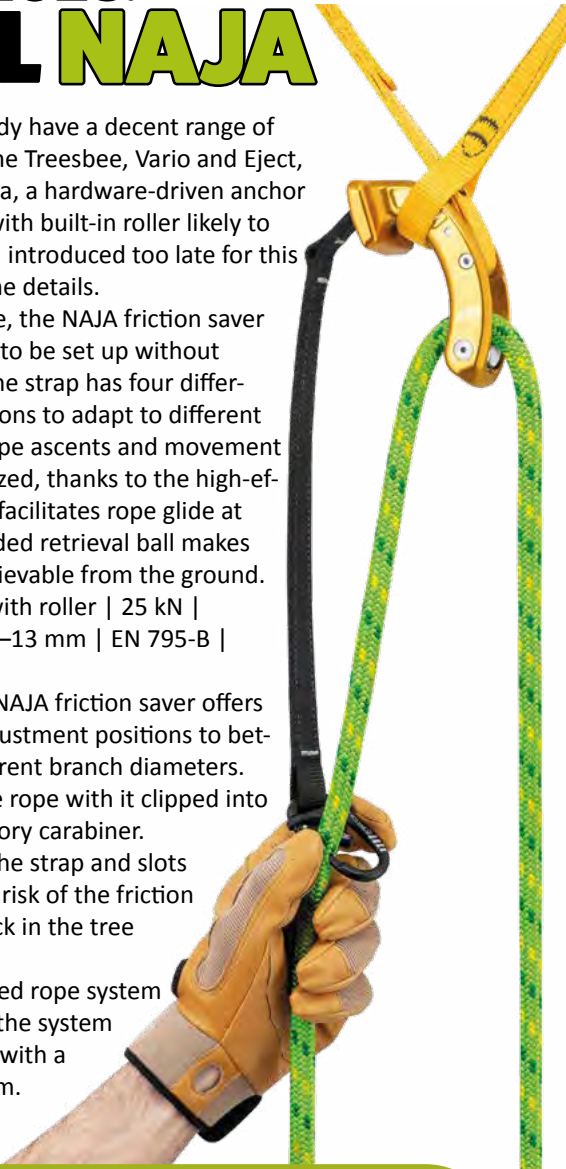 L NAJA
dy have a decent range of
ne Treesbee, Vario and Eject,
a, a hardware-driven anchor
with built-in roller likely to
introduced too late for this
ne details.
e, the NAJA friction saver
to be set up without
he strap has four differ-
ons to adapt to different
pe ascents and movement
zed, thanks to the high-ef-
facilitates rope glide at
ded retrieval ball makes
ievable from the ground.
with roller | 25 kN |
–13 mm | EN 795-B |
NAJA friction saver offers
ustment positions to bet-
rent branch diameters.
e rope with it clipped into
ory carabiner.
he strap and slots
risk of the friction
ck in the tree
ed rope system
the system
with a
m.